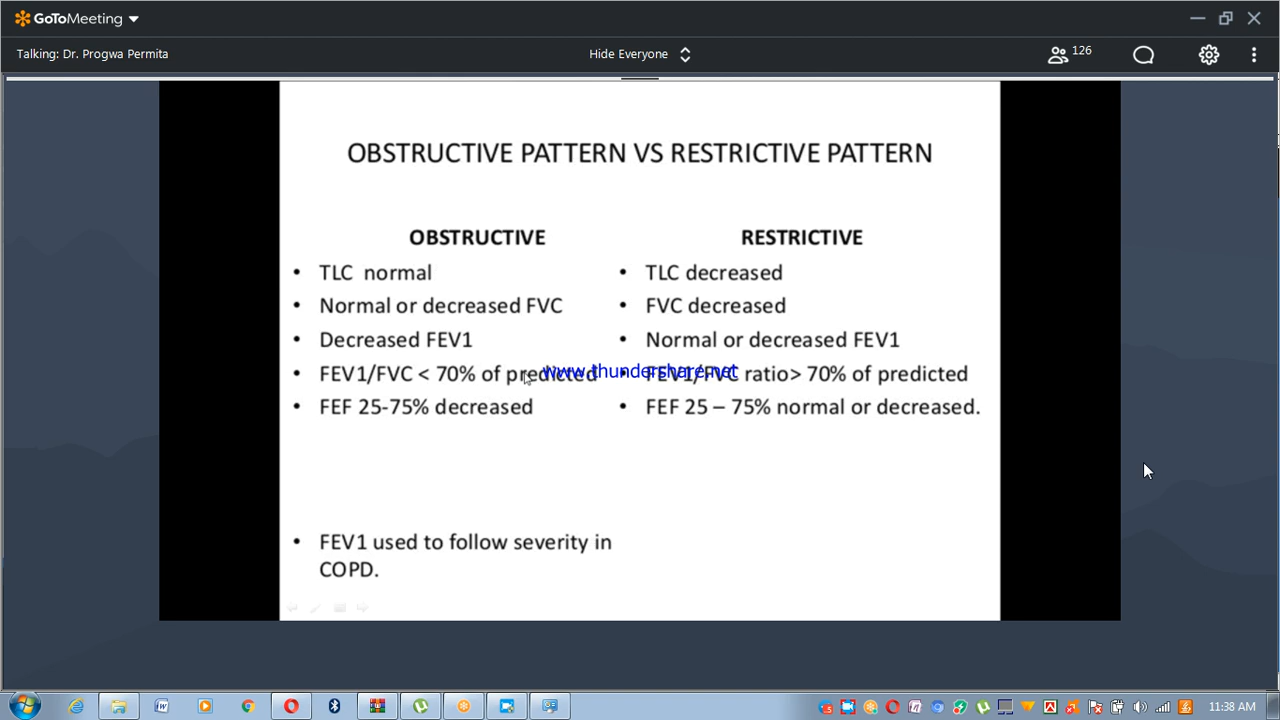 GoToMeeting
Talking: Dr. Progwa Permita
Hide Everyone
126
OBSTRUCTIVE PATTERN VS RESTRICTIVE PATTERN
OBSTRUCTIVE
• TLC normal
• Normal or decreased FVC
• Decreased FEV1
• FEV1/FVC < 70% of predicted
• FEF 25-75% decreased
• FEV1 used to follow severity in
COPD.
RESTRICTIVE
• TLC decreased
• FVC decreased
• Normal or decreased FEV1
• FEV1/FVC ratio> 70% of predicted
• FEF 25 – 75% normal or decreased.
www.thundershare.net
11:38 AM